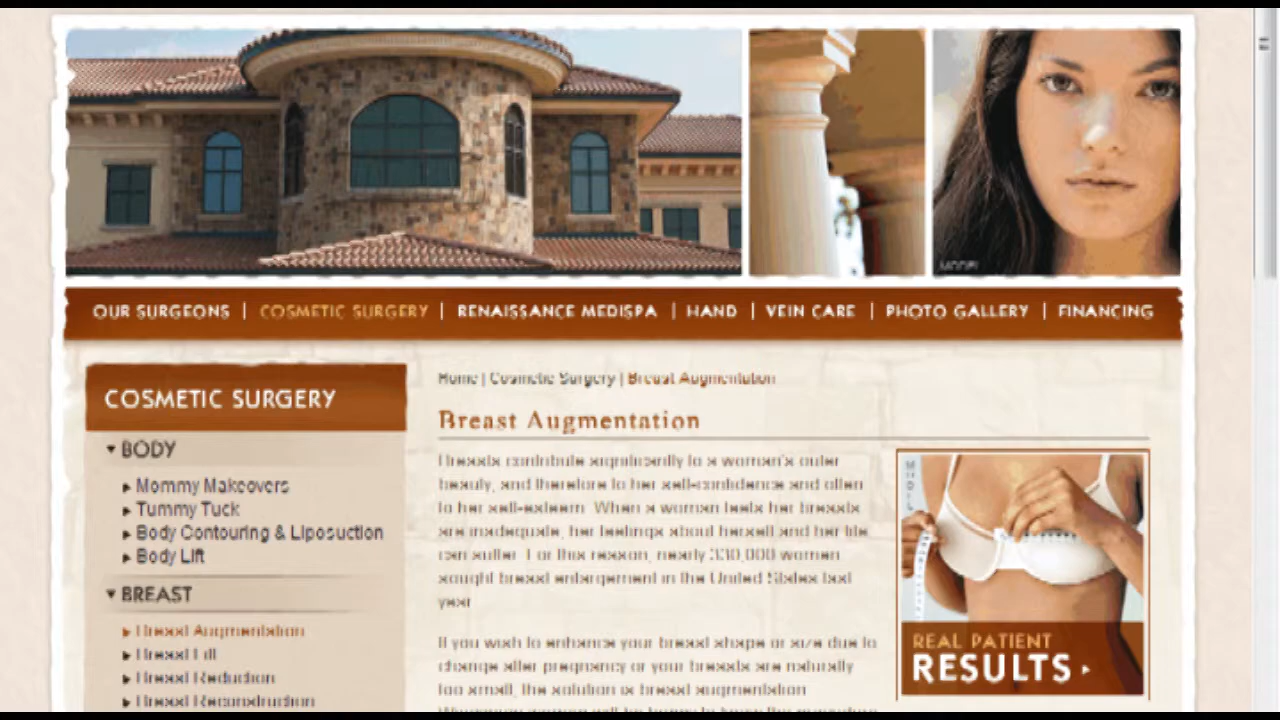 MODEL
OUR SURGEONS | COSMETIC SURGERY | RENAISSANCE MEDISPA | HAND | VEIN CARE | PHOTO GALLERY | FINANCING
COSMETIC SURGERY
BODY
Mommy Makeovers
Tummy Tuck
Body Contouring & Liposuction
Body Lift
BREAST
Breast Augmentation
Breast Lift
Breast Reduction
Breast Reconstruction
Home | Cosmetic Surgery | Breast Augmentation
Breast Augmentation
Breasts contribute significantly to a woman's outer
beauty, and therefore to her self-confidence and often
to her self-esteem. When a woman feels her breasts
are inadequate, her feelings about herself and her life
can suffer. For this reason, nearly 330,000 women
sought breast enlargement in the United States last
year.
If you wish to enhance your breast shape or size due to
change after pregnancy or your breasts are naturally
too small, the solution is breast augmentation.
MODEL
REAL PATIENT
RESULTS